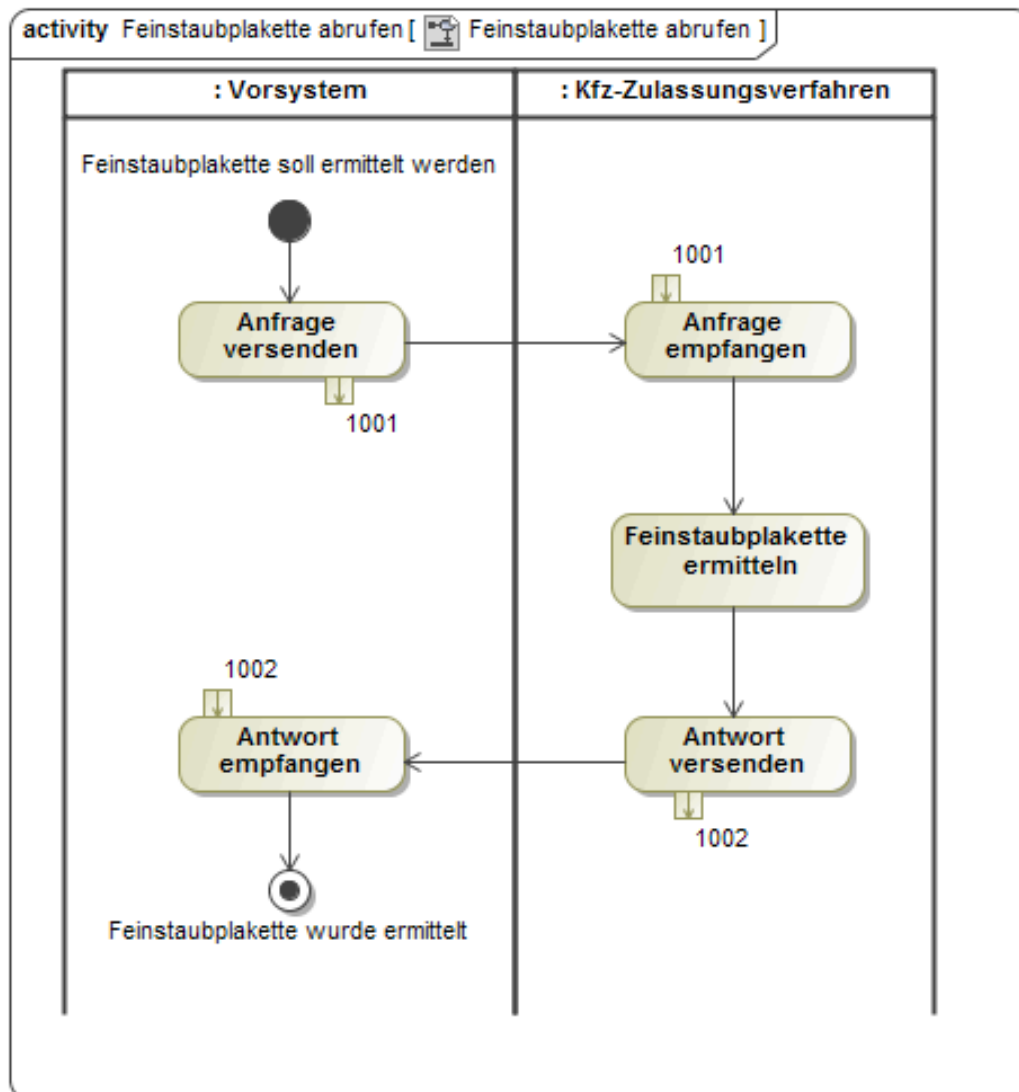 activity Feinstaubplakette abrufen [ Feinstaubplakette abrufen ]
: Vorsystem
: Kfz-Zulassungsverfahren
Feinstaubplakette soll ermittelt werden
1001
Anfrage
versenden
Anfrage
empfangen
1001
Feinstaubplakette
ermitteln
1002
Antwort
empfangen
Antwort
versenden
1002
Feinstaubplakette wurde ermittelt